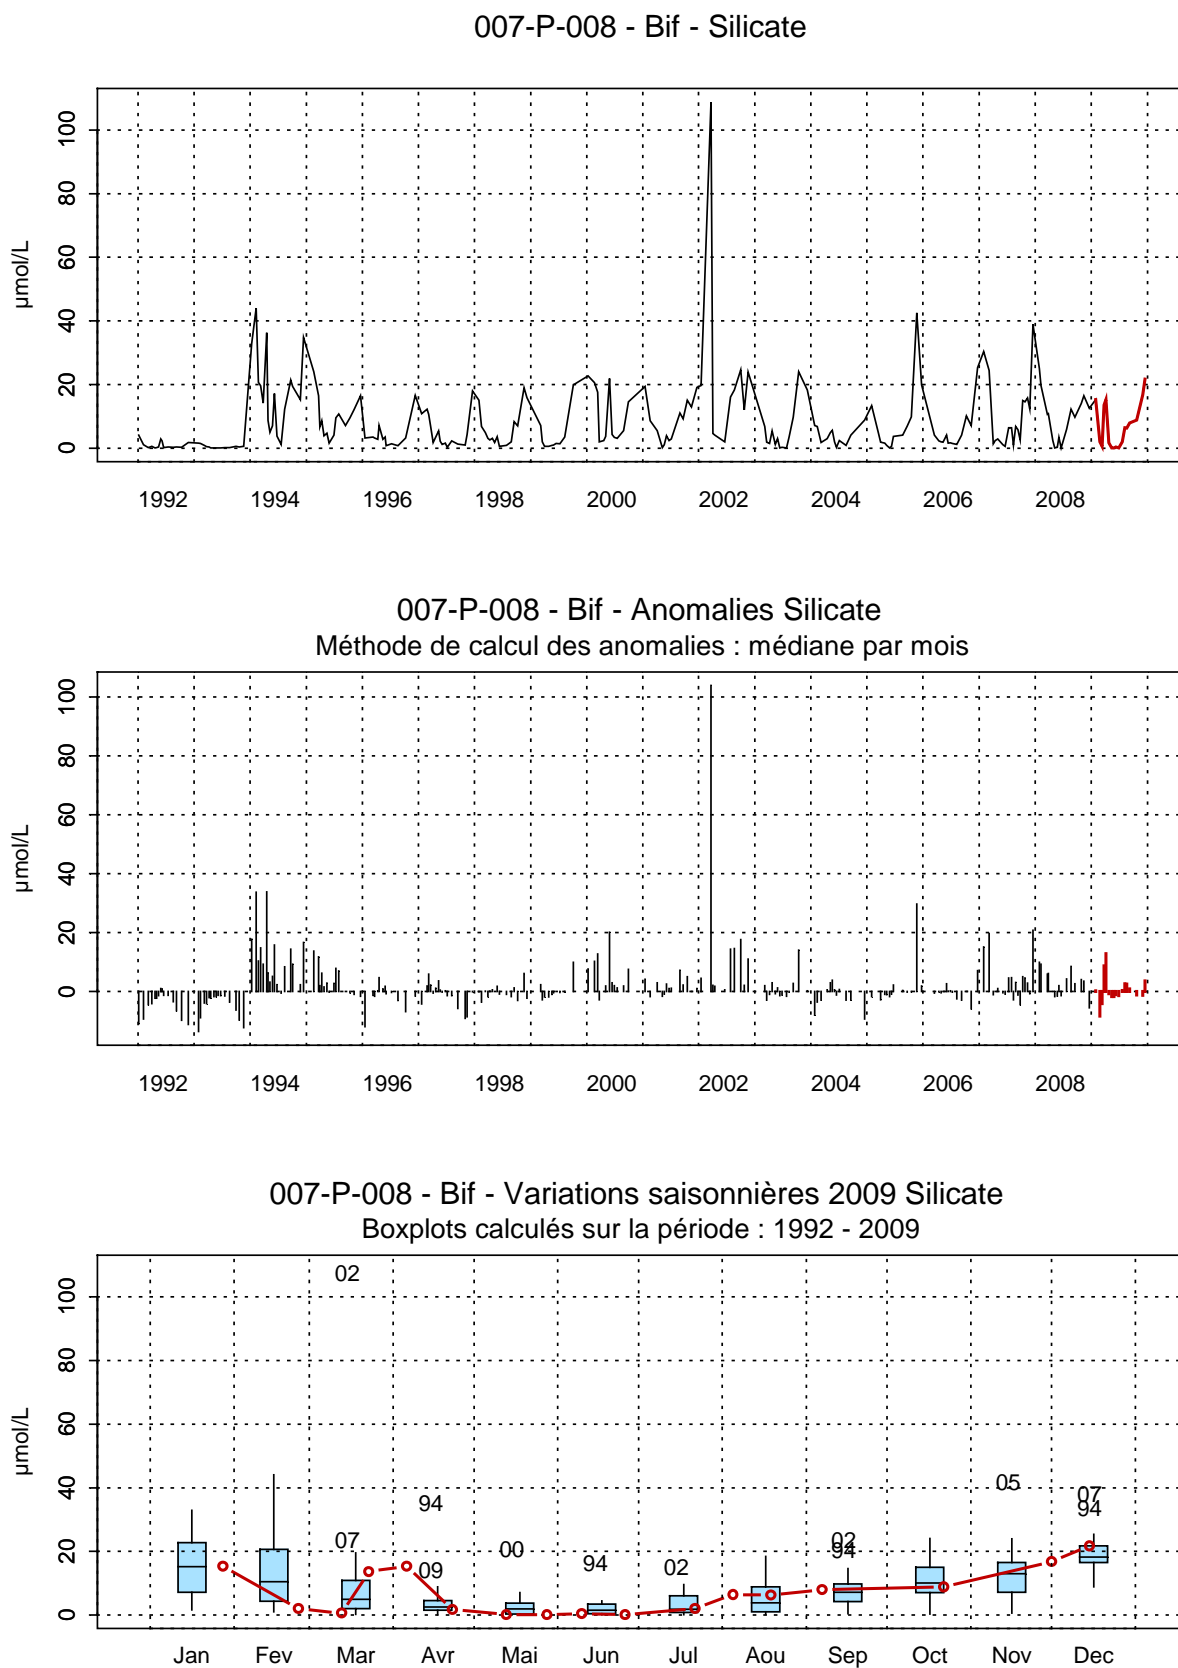 007-P-008 - Bif - Silicate
100
80
60
40
20
0
µmol/L
1992 1994 1996 1998 2000 2002 2004 2006 2008
007-P-008 - Bif - Anomalies Silicate
Méthode de calcul des anomalies : médiane par mois
100
80
60
40
20
0
µmol/L
1992 1994 1996 1998 2000 2002 2004 2006 2008
007-P-008 - Bif - Variations saisonnières 2009 Silicate
Boxplots calculés sur la période : 1992 - 2009
100
80
60
40
20
0
µmol/L
02
07
94
09
00
94
02
02
94
05
07
94
Jan Fev Mar Avr Mai Jun Jul Aou Sep Oct Nov Dec